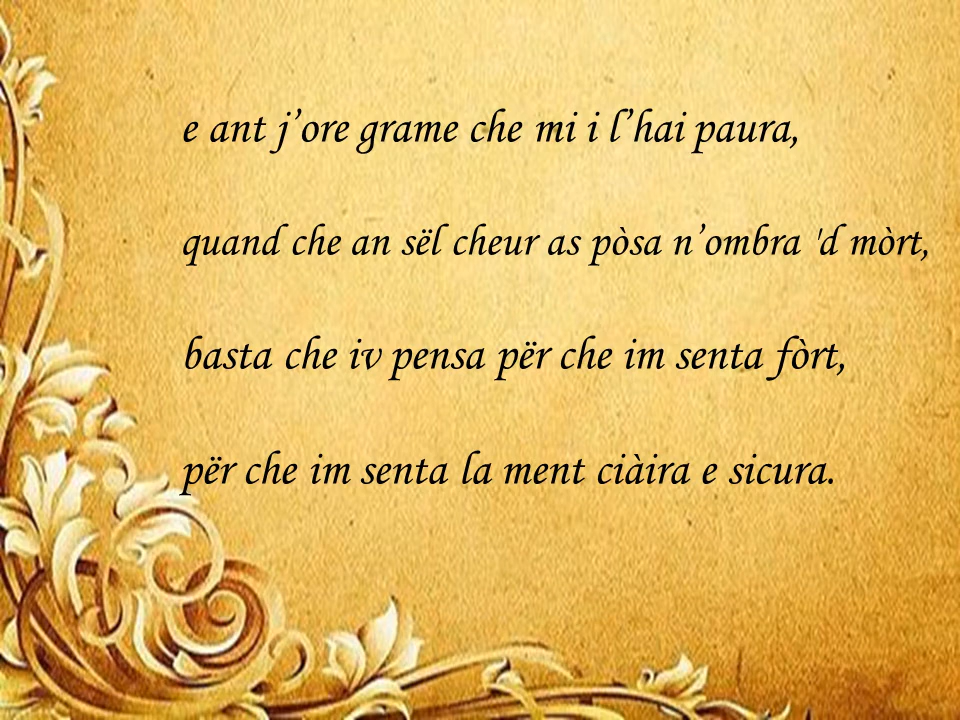 e ant j’ore grame che mi i l’hai paura,
quand che an sël cheur as pòsa n’ombra 'd mòrt,
basta che iv pensa për che im senta fòrt,
për che im senta la ment ciàira e sicura.